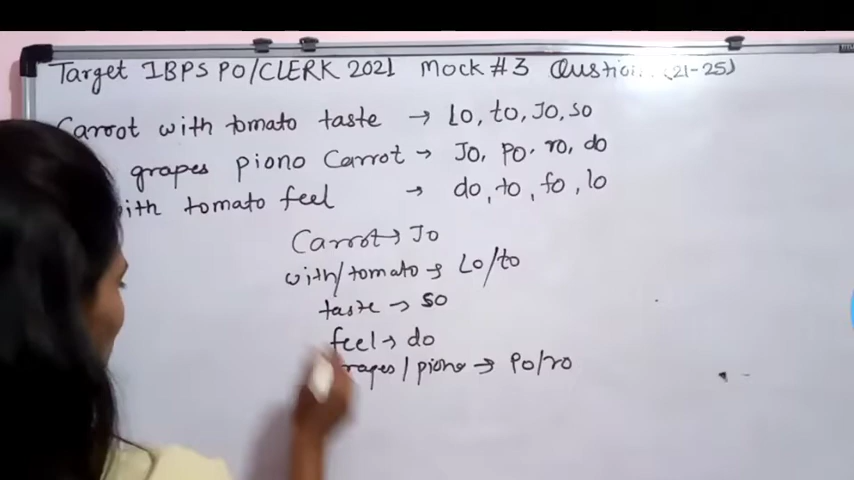 Target IBPS PO/CLERK 2021 Mock #3 Qustion (21-25)
Carrot with tomato taste → Lo, to, Jo, so
grapes piono Carrot → Jo, Po, ro, do
with tomato feel → do, to, fo, lo
Carrot → Jo
with/tomato → Lo/to
taste → so
feel → do
rapes/piono → Po/ro